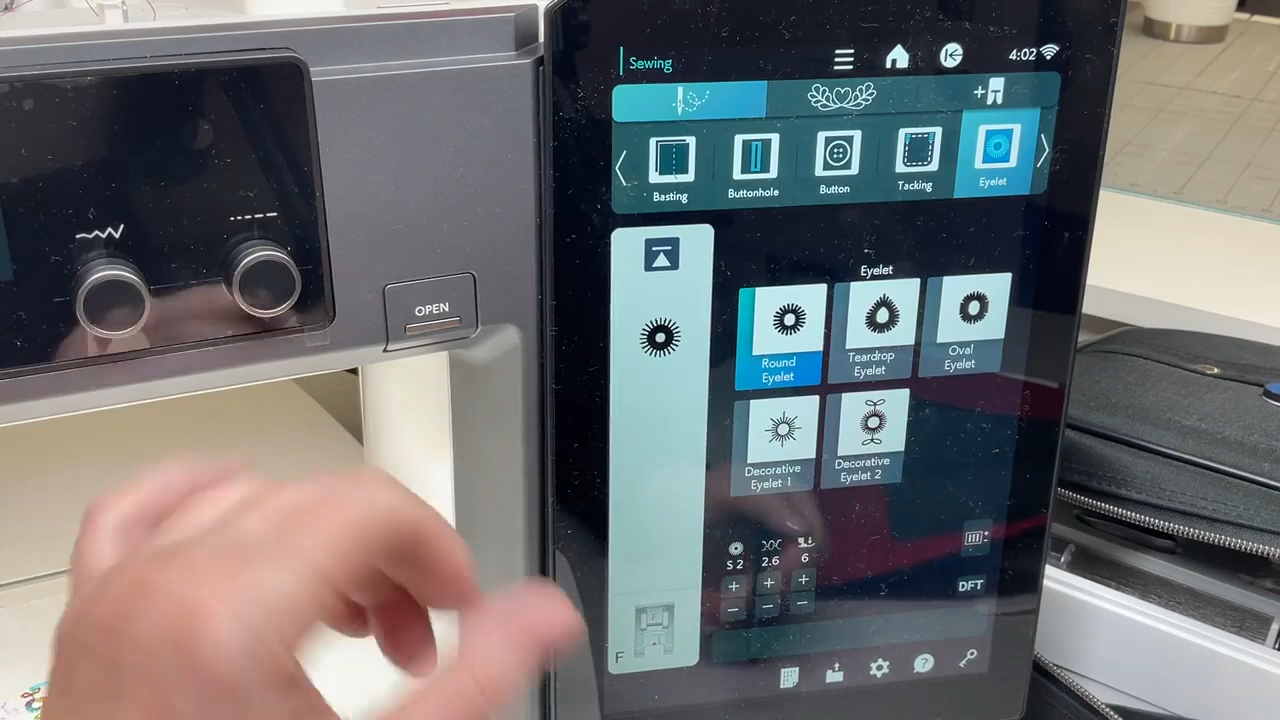 Sewing
4:02
Basting
Buttonhole
Button
Tacking
Eyelet
OPEN
Eyelet
Round
Eyelet
Teardrop
Eyelet
Oval
Eyelet
Decorative
Eyelet 1
Decorative
Eyelet 2
S 2
2.6
6
+
+
+
−
−
−
DFT
F